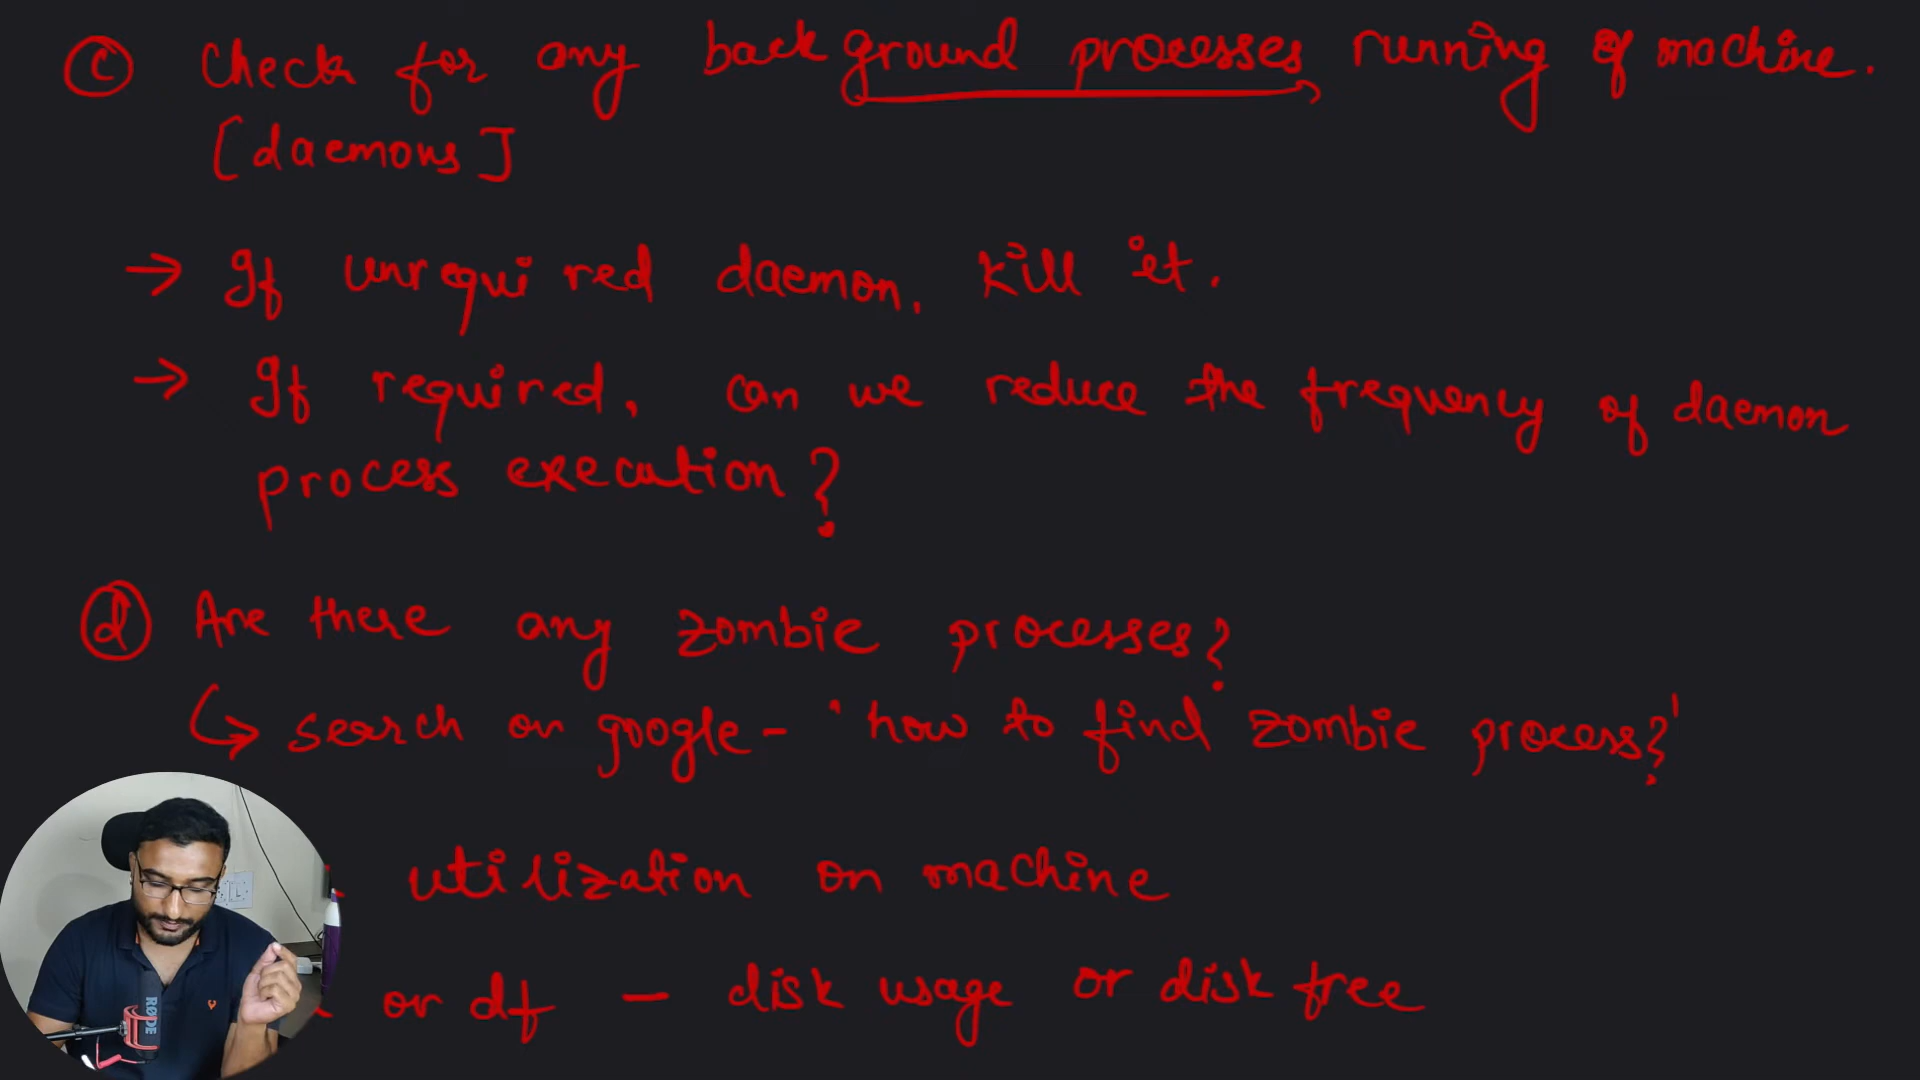 (c) Check for any background processes running of machine.
[daemons]
→ If unrequired daemon, kill it.
→ If required, can we reduce the frequency of daemon
process execution?
(d) Are there any zombie processes?
↳ search on google - 'how to find zombie process?'
utilization on machine
or df - disk usage or disk free
RØDE